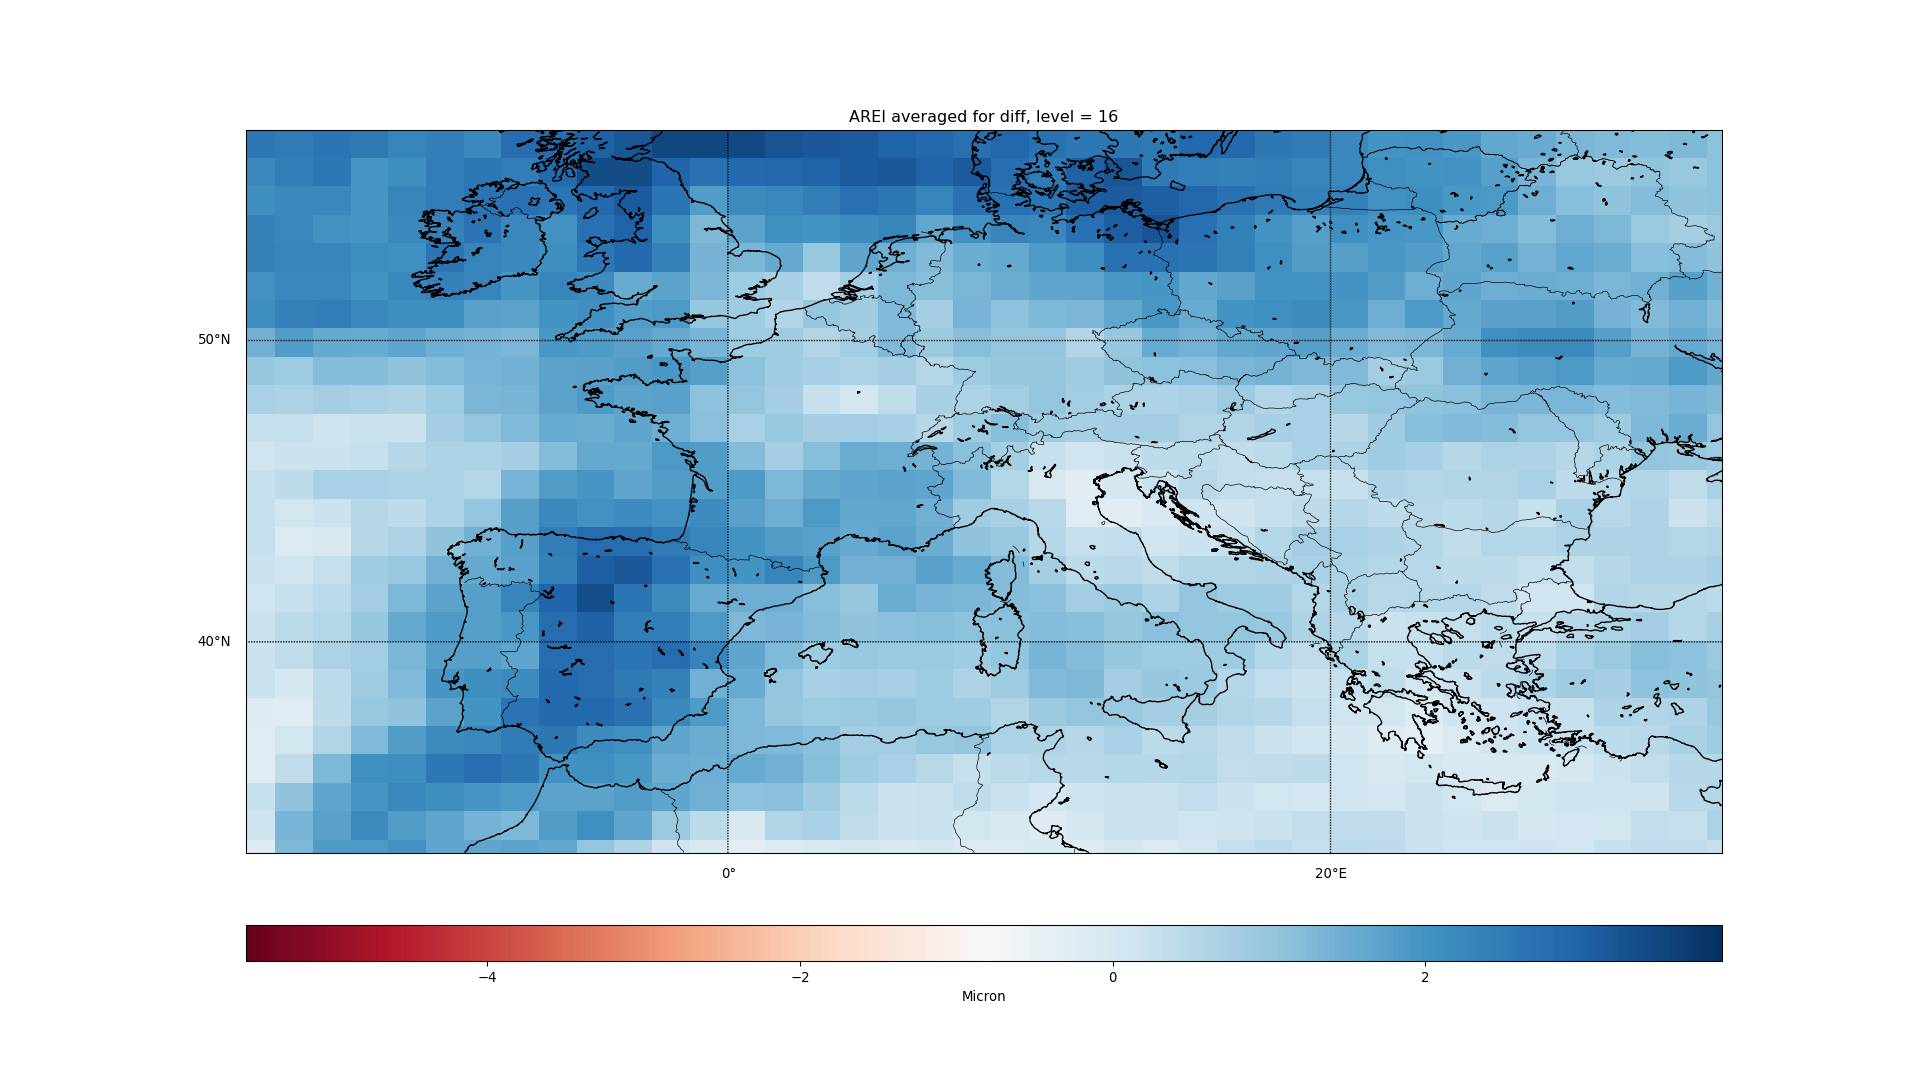 AREI averaged for diff, level = 16
50°N
40°N
0°
20°E
−4
−2
0
2
Micron